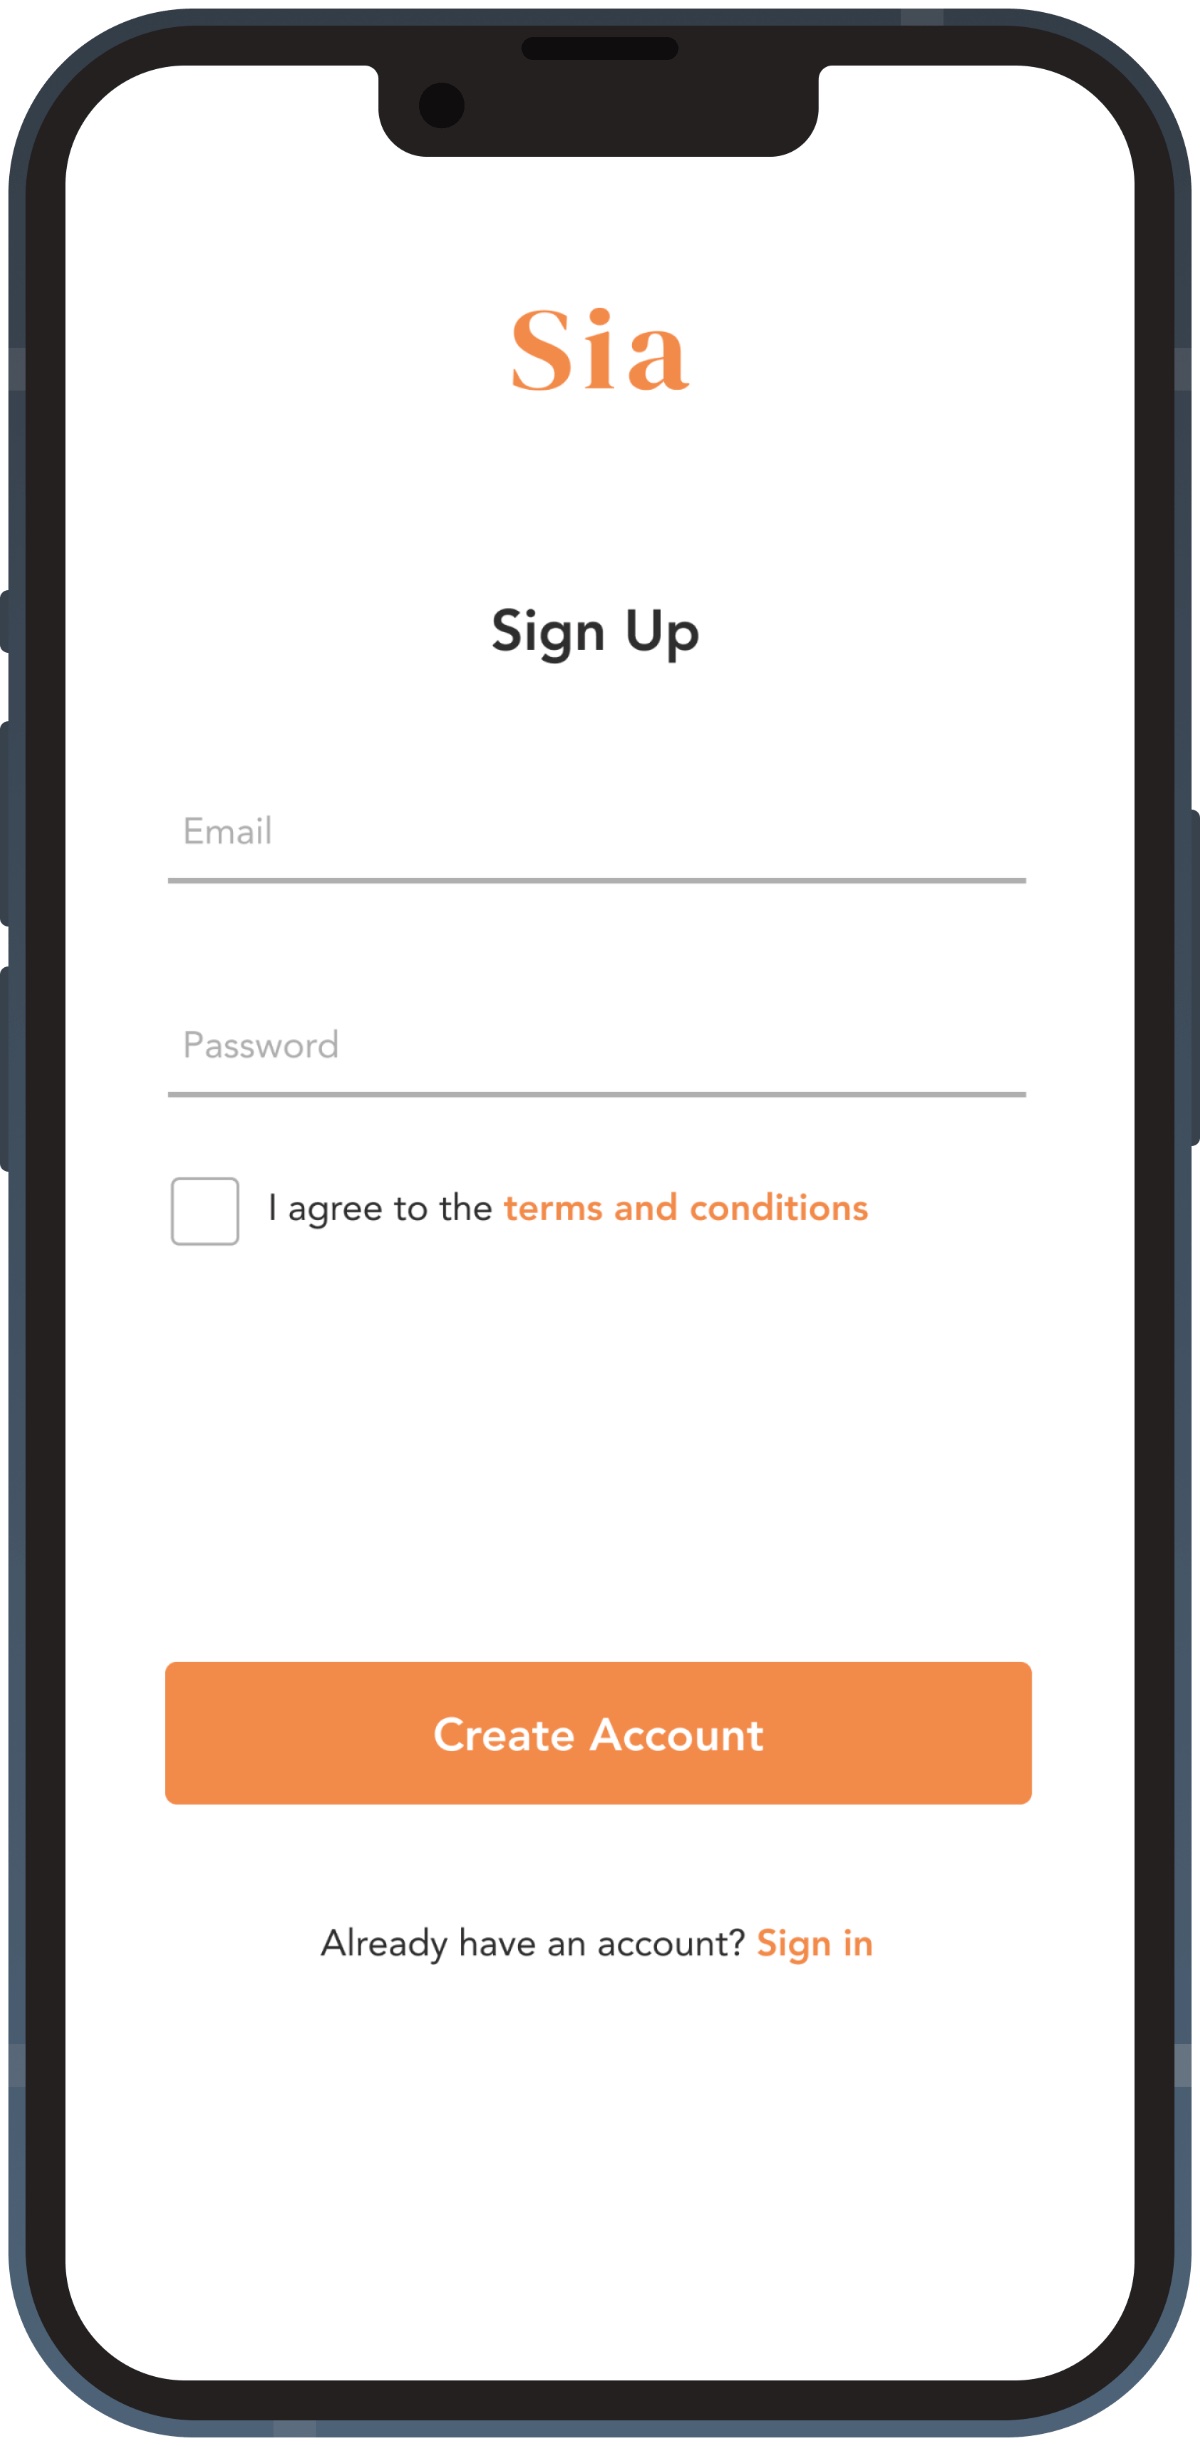 Sia
Sign Up
Email
Password
I agree to the terms and conditions
Create Account
Already have an account? Sign in